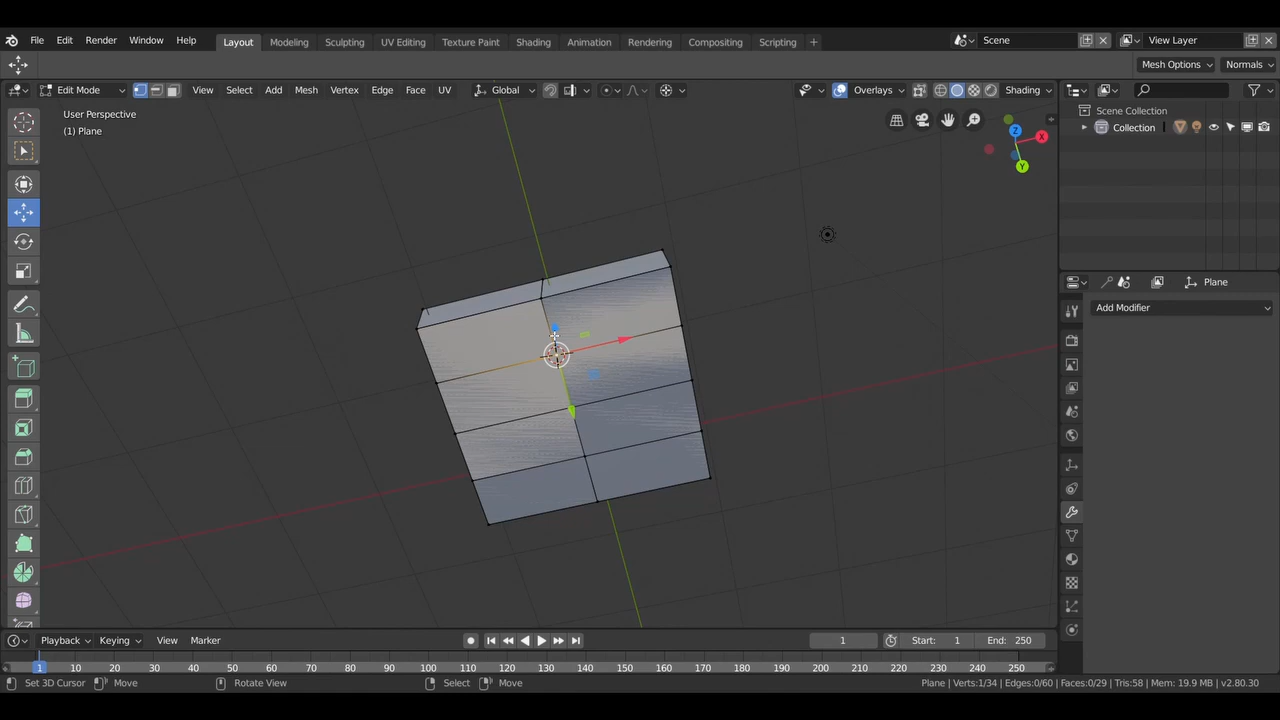 File Edit Render Window Help Layout Modeling Sculpting UV Editing Texture Paint Shading Animation Rendering Compositing Scripting + Scene View Layer
Mesh Options Normals
Edit Mode View Select Add Mesh Vertex Edge Face UV Global Overlays Shading
User Perspective
(1) Plane
Z
X
Y
Scene Collection
Collection
Plane
Add Modifier
Playback Keying View Marker 1 Start: 1 End: 250
1 10 20 30 40 50 60 70 80 90 100 110 120 130 140 150 160 170 180 190 200 210 220 230 240 250
Set 3D Cursor Move Rotate View Select Move Plane | Verts:1/34 | Edges:0/60 | Faces:0/29 | Tris:58 | Mem: 19.9 MB | v2.80.30